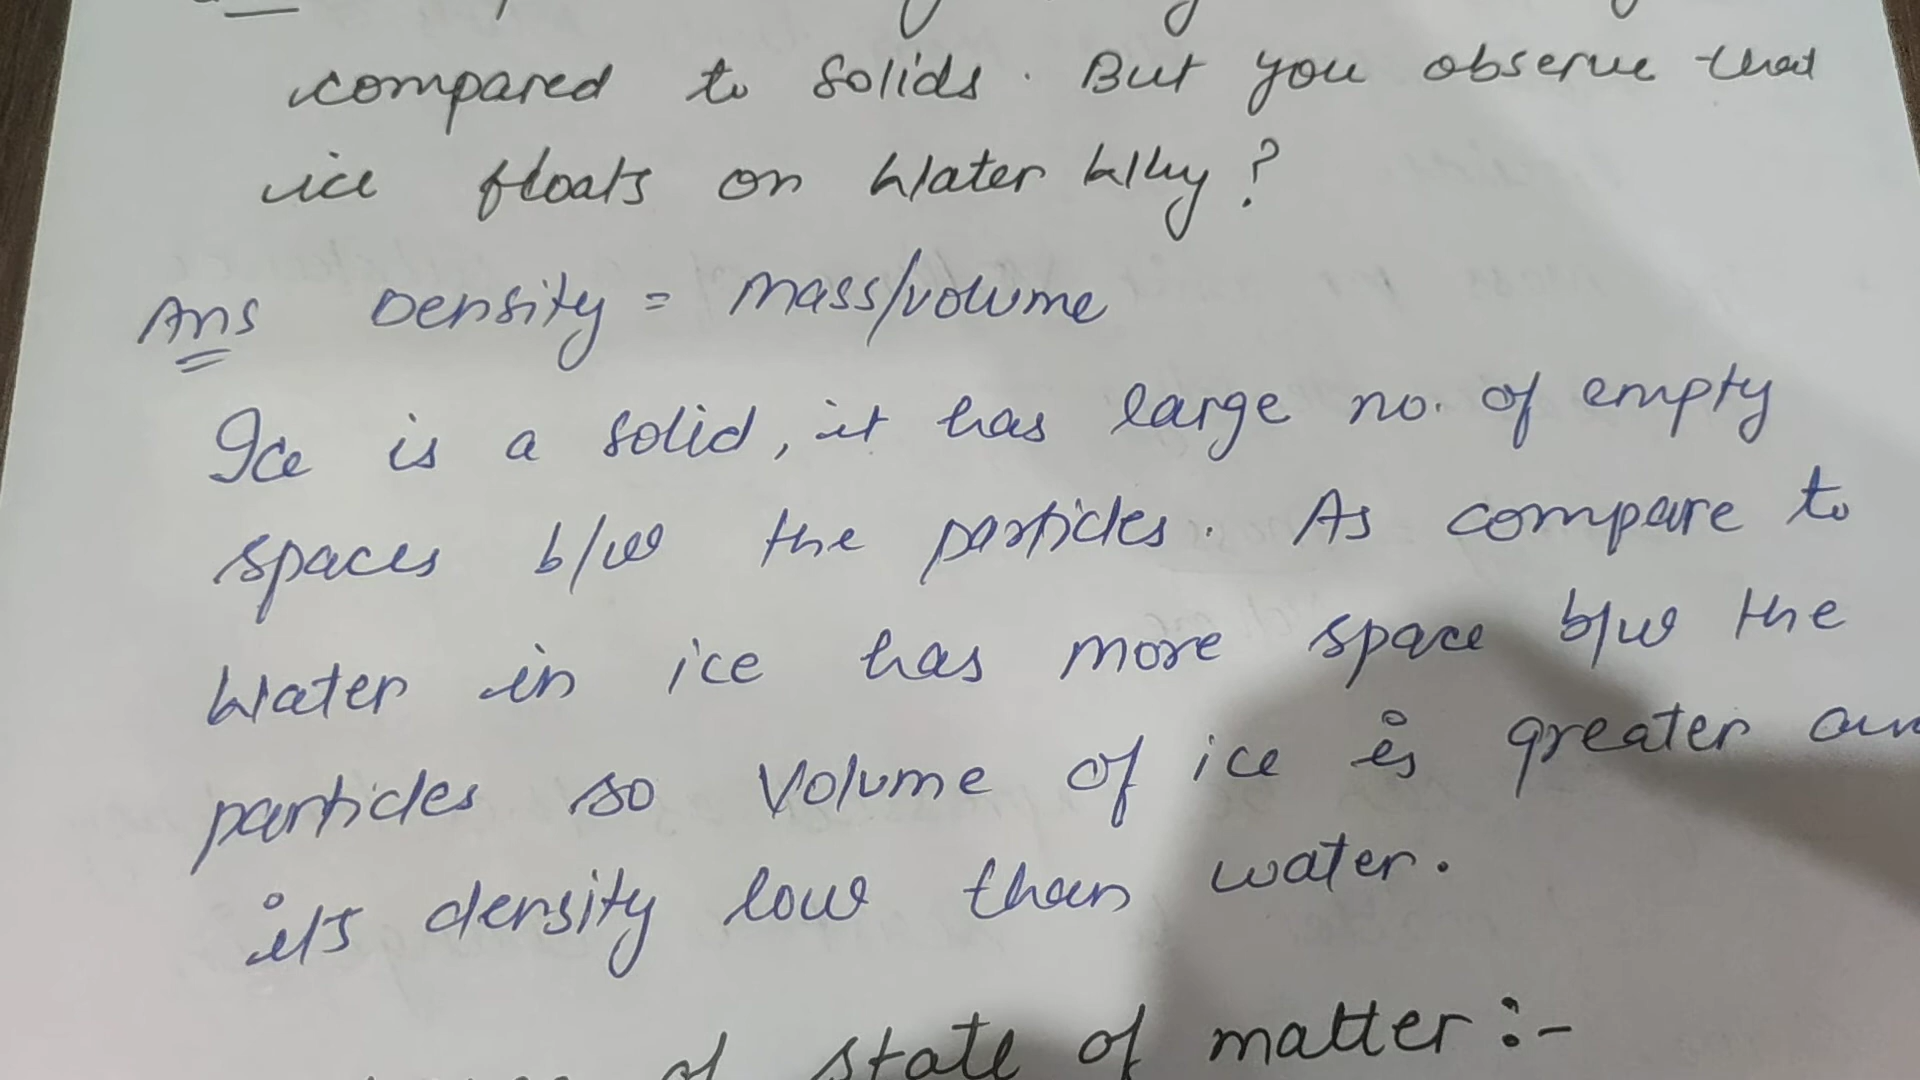 compared to solids. But you observe that
ice floats on Water Why?
Ans Density = mass/volume
Ice is a solid, it has large no. of empty
spaces b/w the particles. As compare to
Water in ice has more space b/w the
particles so Volume of ice is greater
it's density low than water.
of state of matter :-